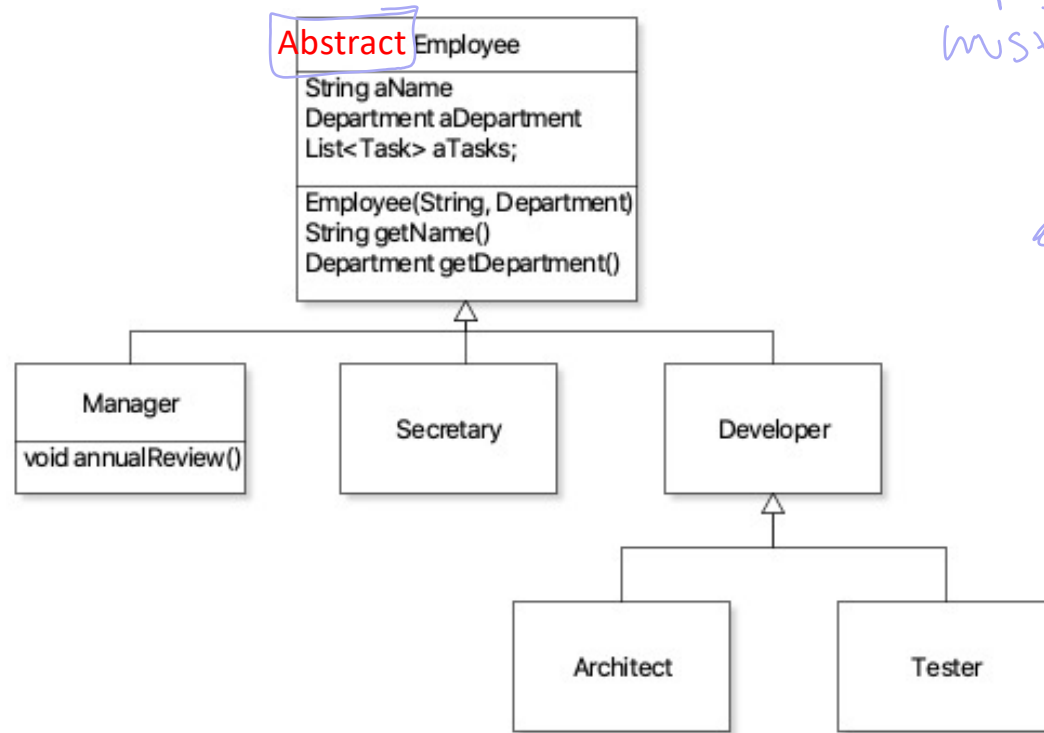 Abstract Employee
String aName
Department aDepartment
List<Task> aTasks;
Employee(String, Department)
String getName()
Department getDepartment()
Manager
void annualReview()
Secretary
Developer
Architect
Tester